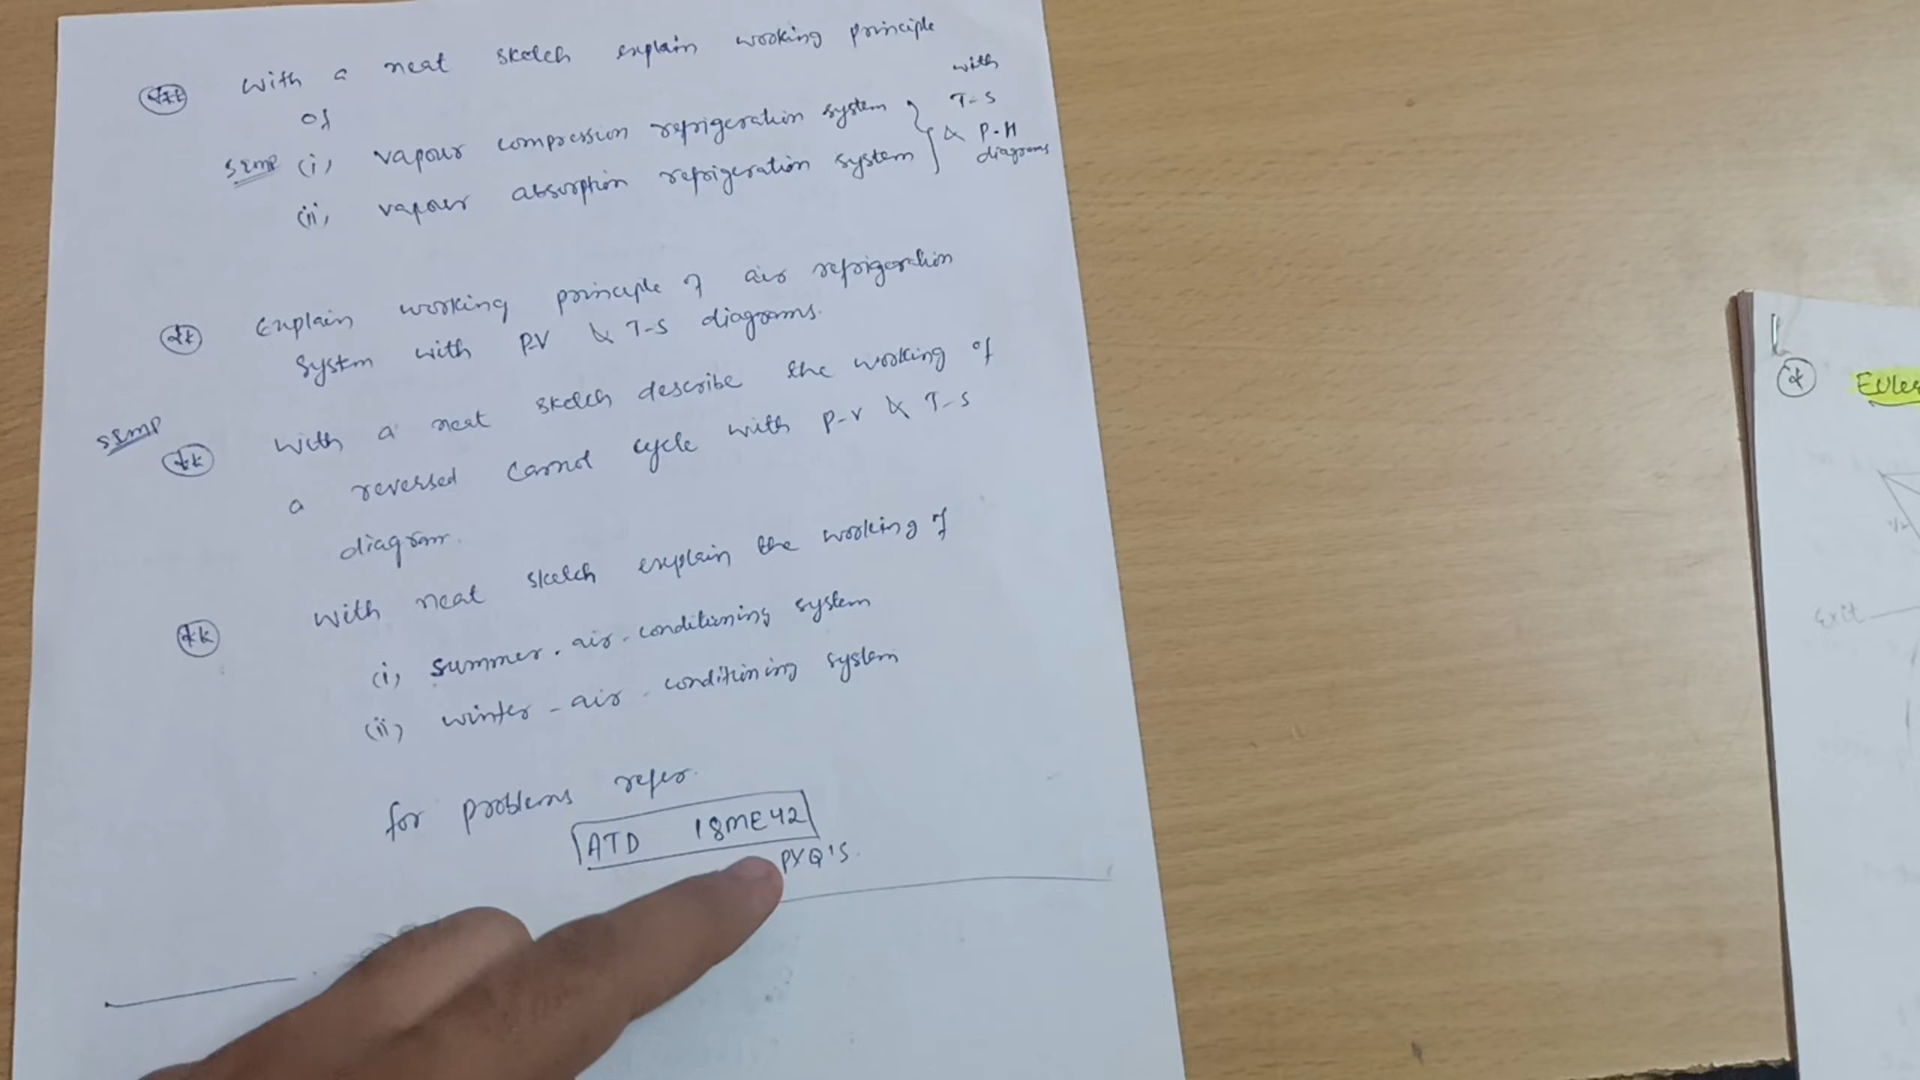 With a neat sketch explain working principle
of
with
SIMP (i), vapour compression refrigeration system T-S
& P-H
(ii), vapour absorption refrigeration system diagrams
Explain working principle of air refrigeration
system with PV & T-S diagrams.
SIMP
With a neat sketch describe the working of
a reversed Carnot cycle with P-V & T-S
diagram.
With neat sketch explain the working of
(i), summer-air-conditioning system
(ii) winter-air-conditioning system
for problems refer.
ATD 18ME42
PYQ'S.
Exit
V2